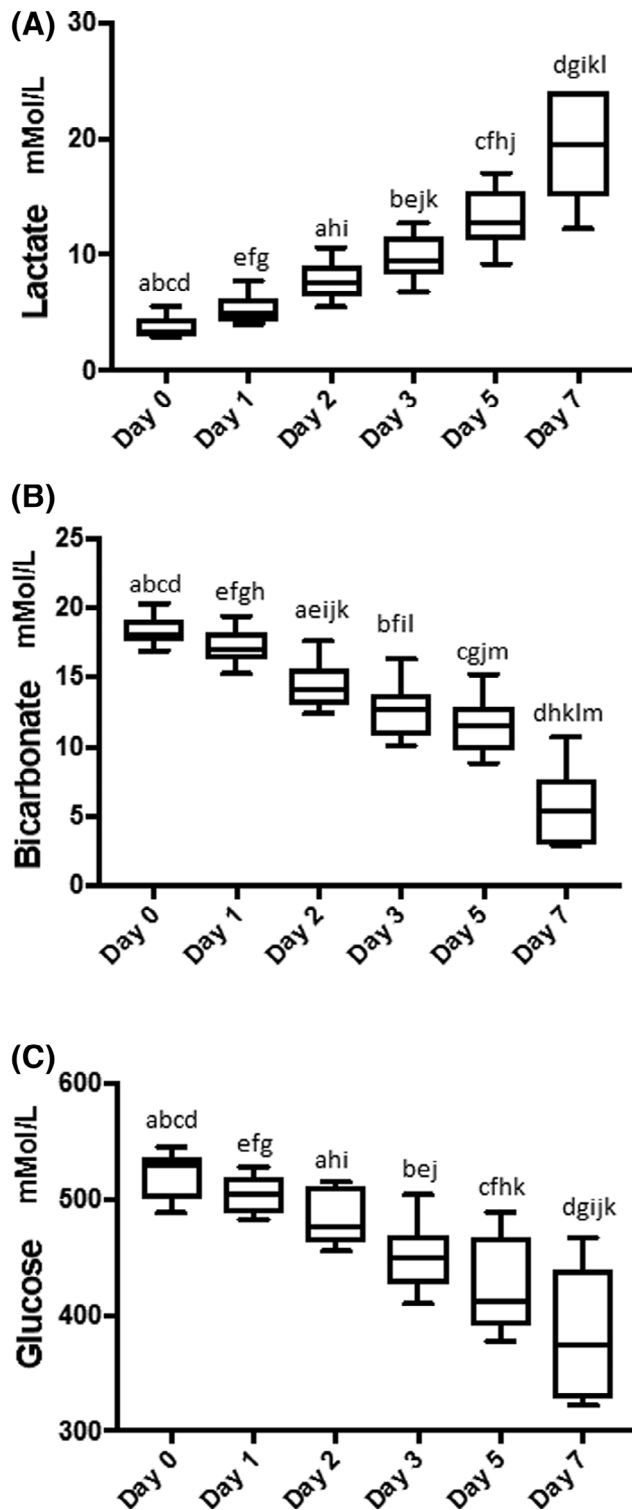 (A)
30
20
10
0
Lactate mMol/L
abcd
efg
ahi
bejk
cfhj
dgikl
Day 0
Day 1
Day 2
Day 3
Day 5
Day 7
(B)
25
20
15
10
5
0
Bicarbonate mMol/L
abcd
efgh
aeijk
bfil
cgjm
dhklm
Day 0
Day 1
Day 2
Day 3
Day 5
Day 7
(C)
600
500
400
300
Glucose mMol/L
abcd
efg
ahi
bej
cfhk
dgijk
Day 0
Day 1
Day 2
Day 3
Day 5
Day 7